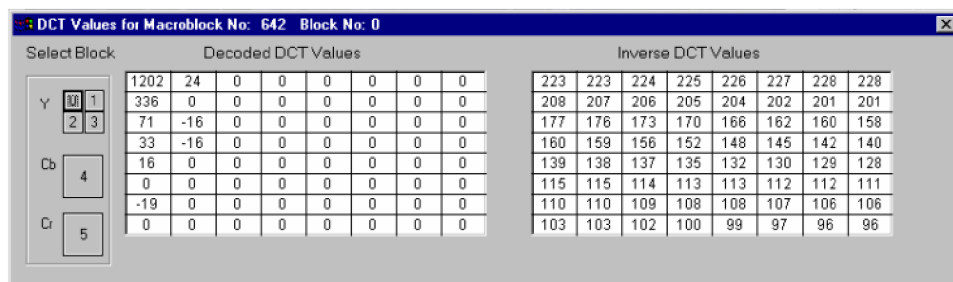 DCT Values for Macroblock No: 642 Block No: 0
Select Block Decoded DCT Values Inverse DCT Values
1202 24 0 0 0 0 0 0 223 223 224 225 226 227 228 228
Y 1 336 0 0 0 0 0 0 0 208 207 206 205 204 202 201 201
2 3 71 -16 0 0 0 0 0 0 177 176 173 170 166 162 160 158
33 -16 0 0 0 0 0 0 160 159 156 152 148 145 142 140
Cb 4 16 0 0 0 0 0 0 0 139 138 137 135 132 130 129 128
0 0 0 0 0 0 0 0 115 115 114 113 113 112 112 111
-19 0 0 0 0 0 0 0 110 110 109 108 108 107 106 106
Cr 5 0 0 0 0 0 0 0 0 103 103 102 100 99 97 96 96